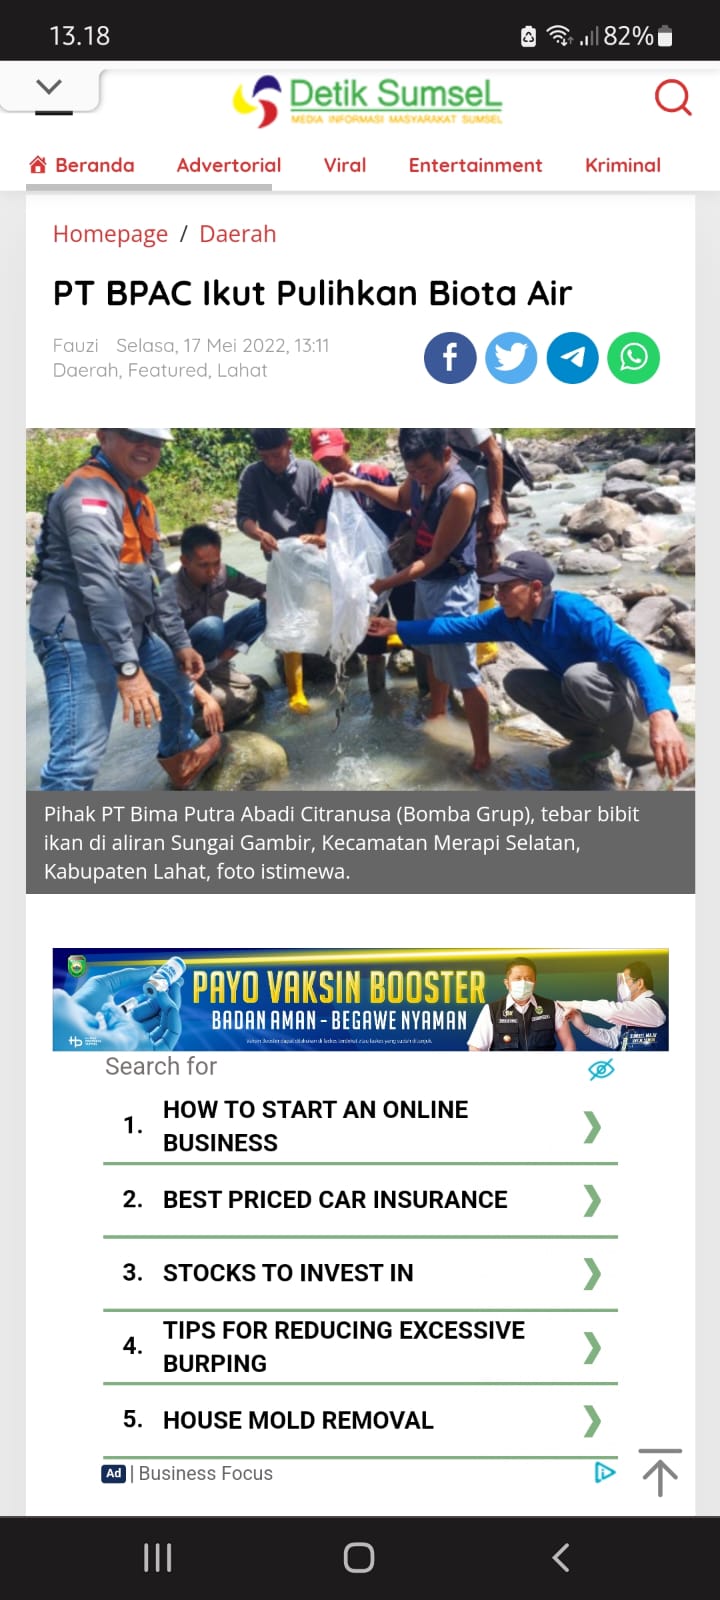 13.18
82%
Detik SumseL
MEDIA INFORMASI MASYARAKAT SUMSEL
Beranda Advertorial Viral Entertainment Kriminal
Homepage / Daerah
PT BPAC Ikut Pulihkan Biota Air
Fauzi Selasa, 17 Mei 2022, 13:11
Daerah, Featured, Lahat
Pihak PT Bima Putra Abadi Citranusa (Bomba Grup), tebar bibit
ikan di aliran Sungai Gambir, Kecamatan Merapi Selatan,
Kabupaten Lahat, foto istimewa.
PAYO VAKSIN BOOSTER
BADAN AMAN - BEGAWE NYAMAN
Search for
1. HOW TO START AN ONLINE
BUSINESS
2. BEST PRICED CAR INSURANCE
3. STOCKS TO INVEST IN
4. TIPS FOR REDUCING EXCESSIVE
BURPING
5. HOUSE MOLD REMOVAL
Ad | Business Focus